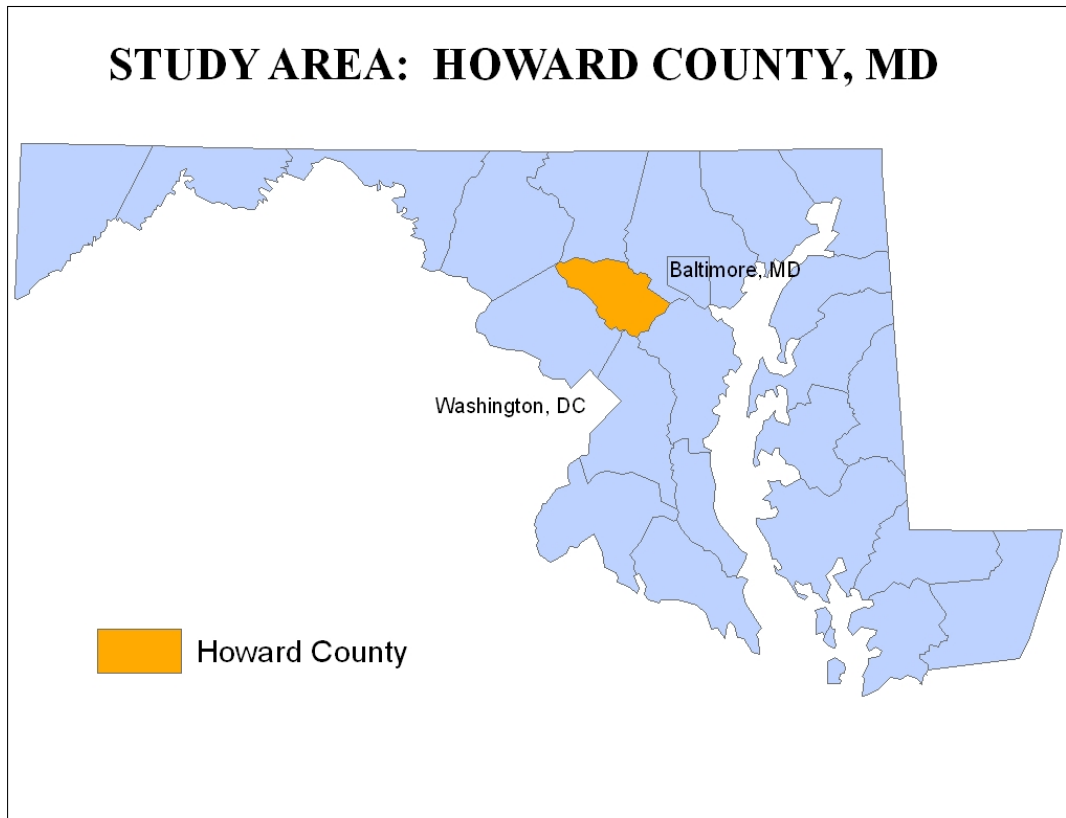 STUDY AREA: HOWARD COUNTY, MD
Baltimore, MD
Washington, DC
Howard County